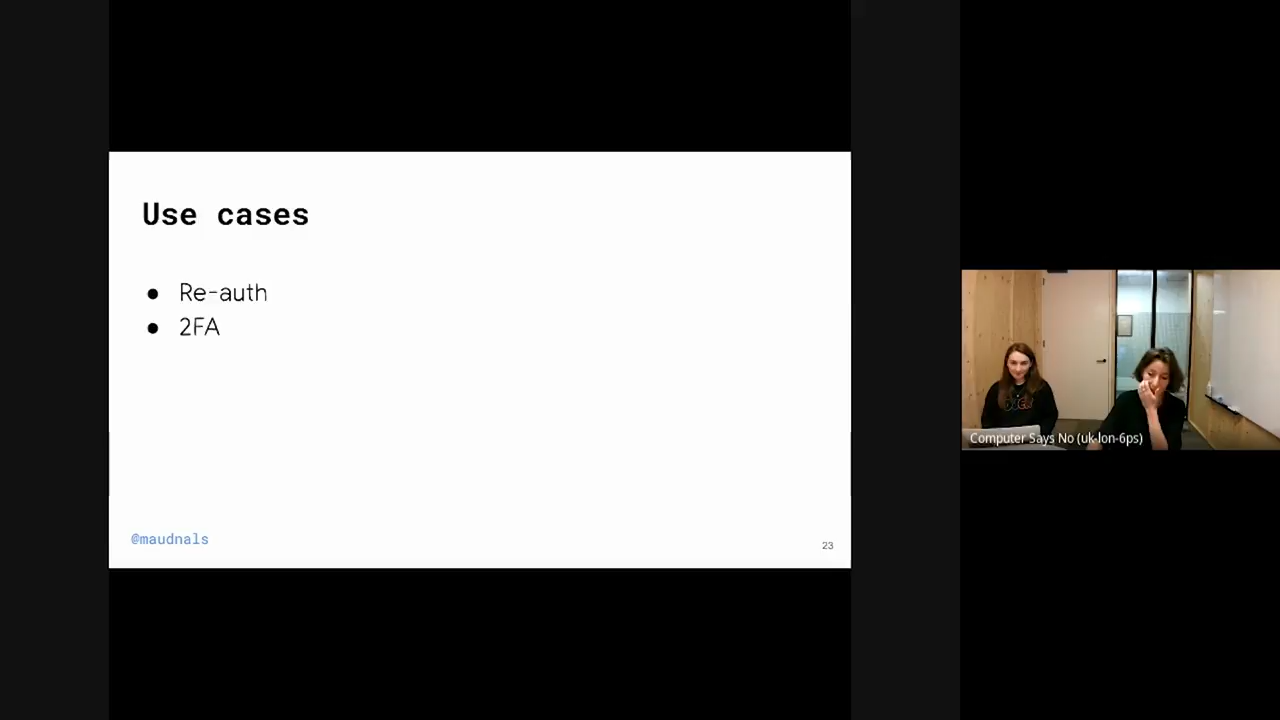 Use cases
● Re-auth
● 2FA
@maudnals
23
Computer Says No (uk-lon-6ps)